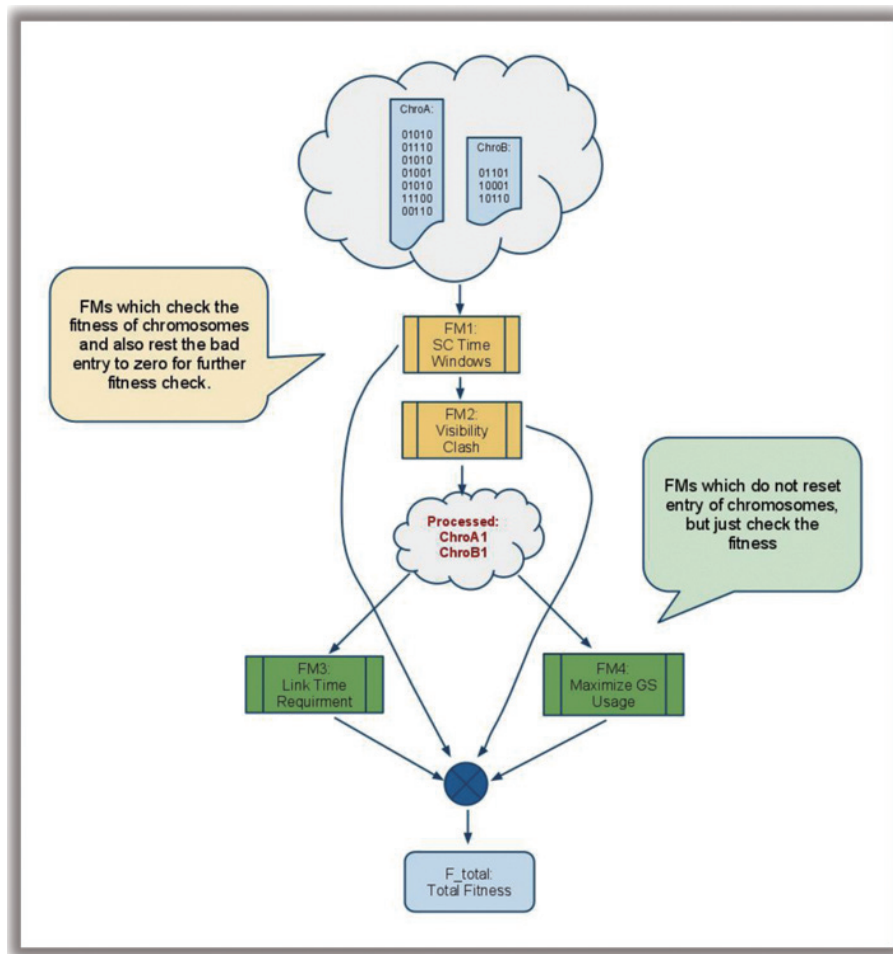 ChroA:
01010
01110
01010
01001
01010
11100
00110
ChroB:
01101
10001
10110
FMs which check the
fitness of chromosomes
and also rest the bad
entry to zero for further
fitness check.
FM1:
SC Time
Windows
FM2:
Visibility
Clash
FMs which do not reset
entry of chromosomes,
but just check the
fitness
Processed:
ChroA1
ChroB1
FM3:
Link Time
Requirment
FM4:
Maximize GS
Usage
F_total:
Total Fitness